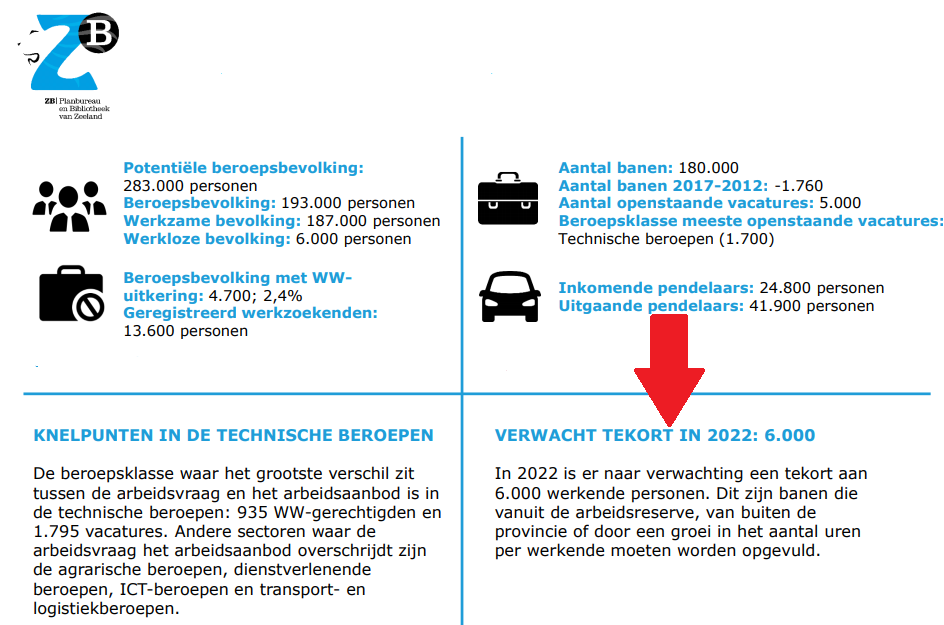 Z B
ZB| Planbureau
en Bibliotheek
van Zeeland
Potentiële beroepsbevolking:
283.000 personen
Beroepsbevolking: 193.000 personen
Werkzame bevolking: 187.000 personen
Werkloze bevolking: 6.000 personen
Beroepsbevolking met WW-
uitkering: 4.700; 2,4%
Geregistreerd werkzoekenden:
13.600 personen
Aantal banen: 180.000
Aantal banen 2017-2012: -1.760
Aantal openstaande vacatures: 5.000
Beroepsklasse meeste openstaande vacatures:
Technische beroepen (1.700)
Inkomende pendelaars: 24.800 personen
Uitgaande pendelaars: 41.900 personen
KNELPUNTEN IN DE TECHNISCHE BEROEPEN
De beroepsklasse waar het grootste verschil zit
tussen de arbeidsvraag en het arbeidsaanbod is in
de technische beroepen: 935 WW-gerechtigden en
1.795 vacatures. Andere sectoren waar de
arbeidsvraag het arbeidsaanbod overschrijdt zijn
de agrarische beroepen, dienstverlenende
beroepen, ICT-beroepen en transport- en
logistiekberoepen.
VERWACHT TEKORT IN 2022: 6.000
In 2022 is er naar verwachting een tekort aan
6.000 werkende personen. Dit zijn banen die
vanuit de arbeidsreserve, van buiten de
provincie of door een groei in het aantal uren
per werkende moeten worden opgevuld.